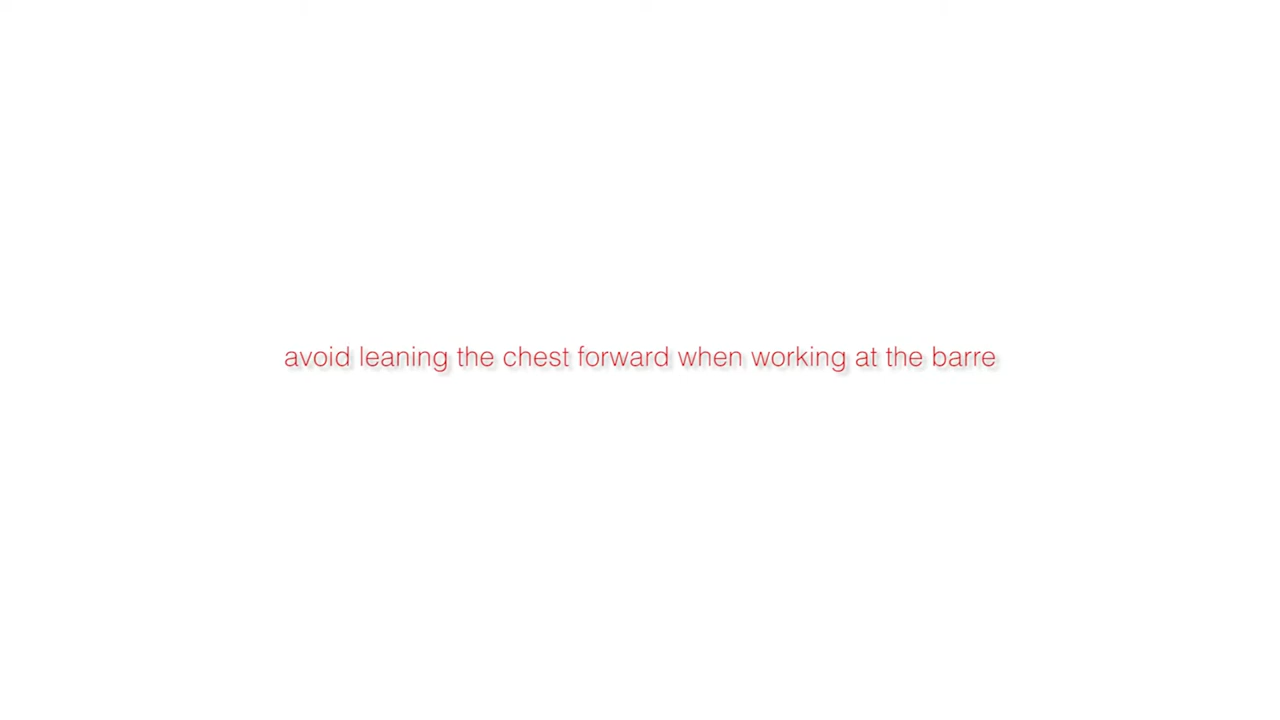 avoid leaning the chest forward when working at the barre